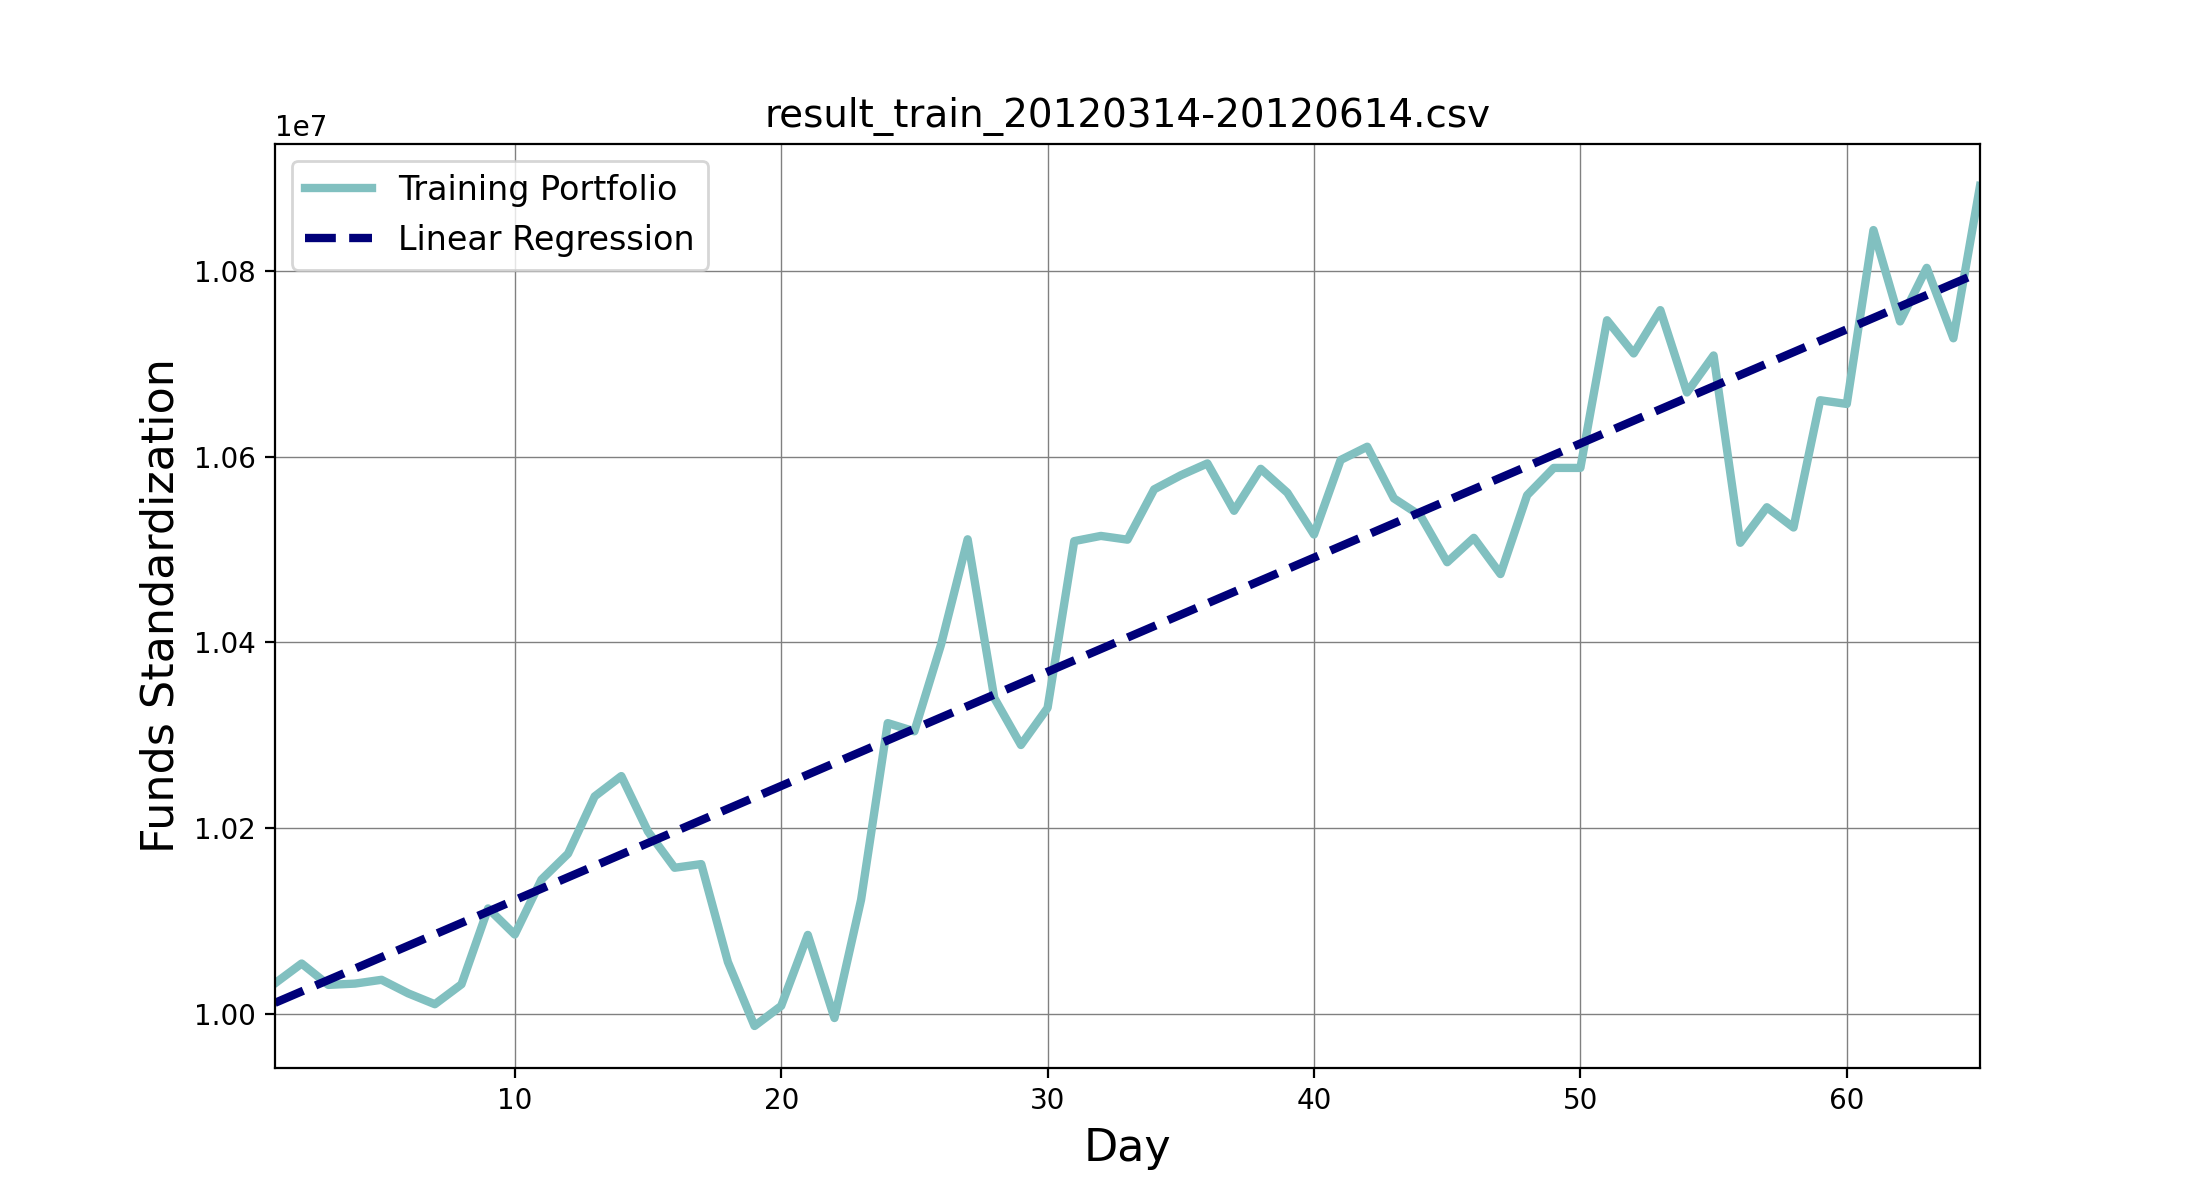 result_train_20120314-20120614.csv
1e7
Training Portfolio
Linear Regression
1.08
1.06
1.04
1.02
1.00
Funds Standardization
10 20 30 40 50 60
Day